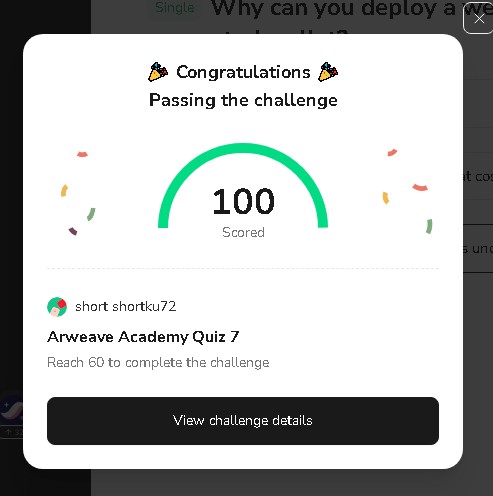 Single Why can you deploy a we
Congratulations
Passing the challenge
100
Scored
short shortku72
Arweave Academy Quiz 7
Reach 60 to complete the challenge
View challenge details